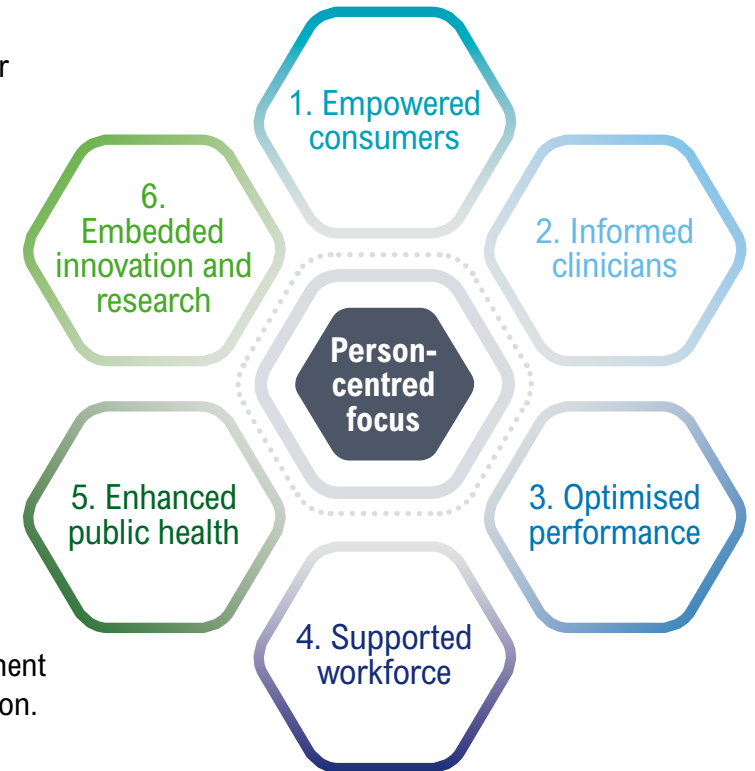 1. Empowered
consumers
2. Informed
clinicians
3. Optimised
performance
4. Supported
workforce
5. Enhanced
public health
6.
Embedded
innovation and
research
Person-
centred
focus